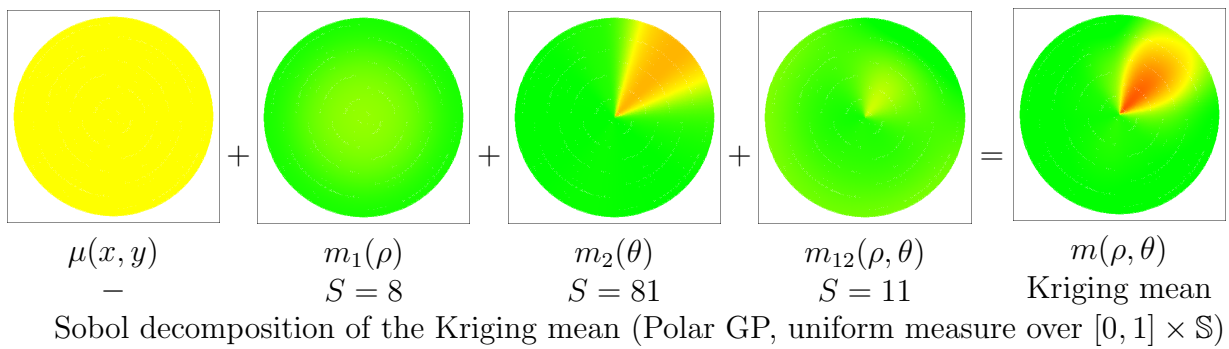 + + + =
μ(x, y) m₁(ρ) m₂(θ) m₁₂(ρ, θ) m(ρ, θ)
− S = 8 S = 81 S = 11 Kriging mean
Sobol decomposition of the Kriging mean (Polar GP, uniform measure over [0, 1] × 𝕊)